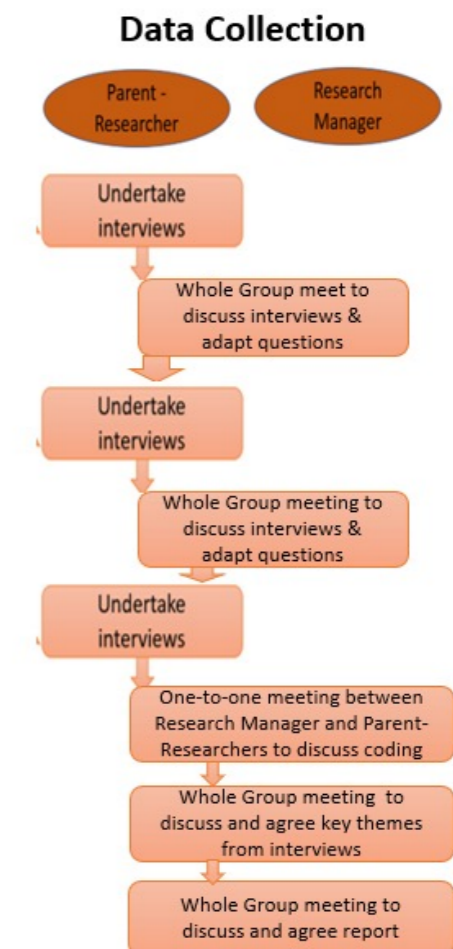 Data Collection
Parent -
Researcher
Research
Manager
Undertake
interviews
Whole Group meet to
discuss interviews &
adapt questions
Undertake
interviews
Whole Group meeting to
discuss interviews &
adapt questions
Undertake
interviews
One-to-one meeting between
Research Manager and Parent-
Researchers to discuss coding
Whole Group meeting to
discuss and agree key themes
from interviews
Whole Group meeting to
discuss and agree report